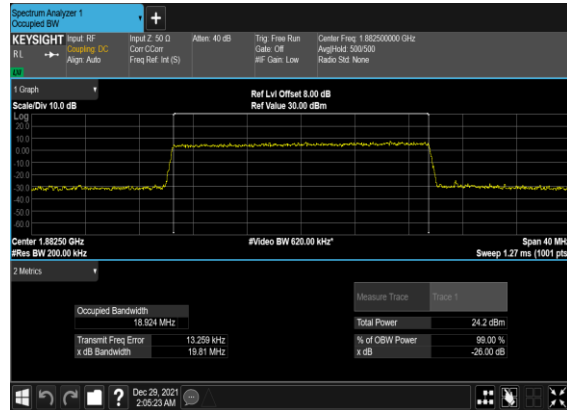 Spectrum Analyzer 1
Occupied BW
+
KEYSIGHT Input: RF Input Z: 50 Ω Atten: 40 dB Trig: Free Run Center Freq: 1.882500000 GHz
RL Coupling: DC Corr CCorr Gate: Off Avg|Hold: 500/500
Align: Auto Freq Ref: Int (S) #IF Gain: Low Radio Std: None
LW
1 Graph
Scale/Div 10.0 dB Ref Lvl Offset 8.00 dB
Ref Value 30.00 dBm
Log
20.0
10.0
0.00
-10.0
-20.0
-30.0
-40.0
-50.0
-60.0
Center 1.88250 GHz #Video BW 620.00 kHz* Span 40 MHz
#Res BW 200.00 kHz Sweep 1.27 ms (1001 pts
2 Metrics
Measure Trace Trace 1
Occupied Bandwidth
18.924 MHz Total Power 24.2 dBm
Transmit Freq Error 13.259 kHz % of OBW Power 99.00 %
x dB Bandwidth 19.81 MHz x dB -26.00 dB
? Dec 29, 2021
2:05:23 AM